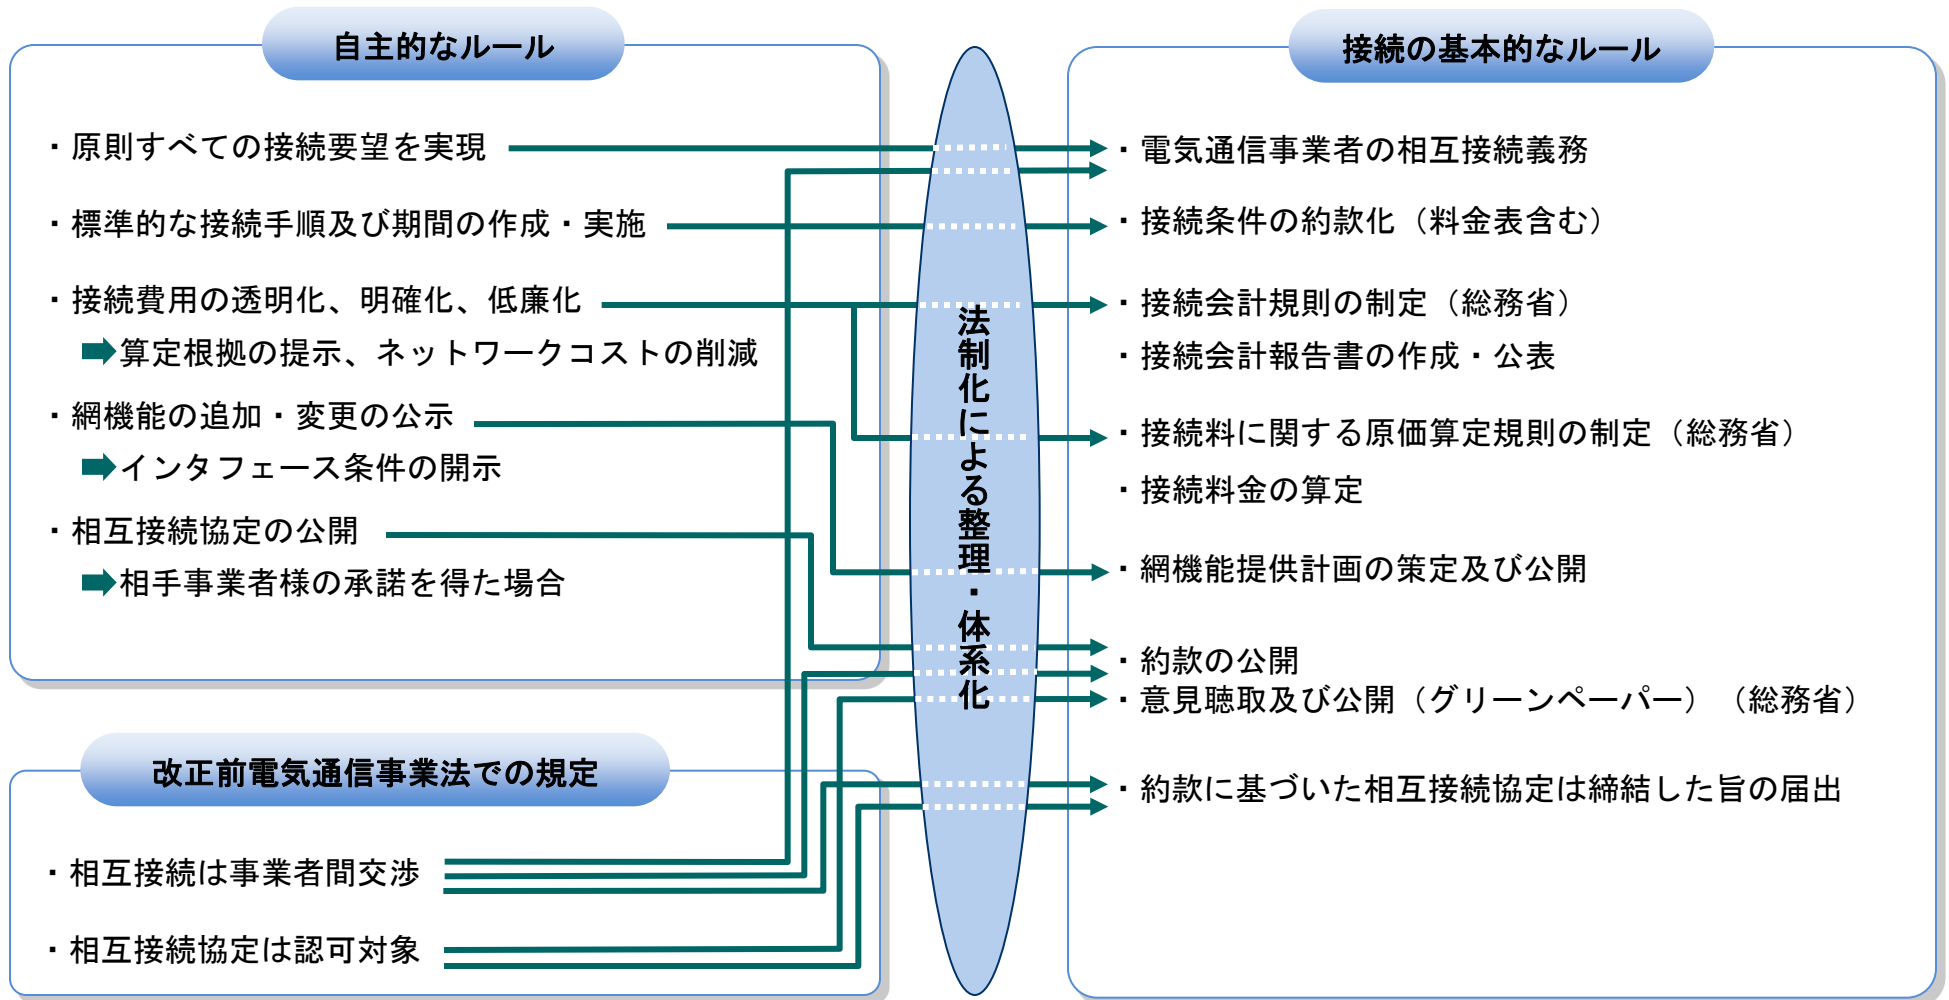 自主的なルール
・原則すべての接続要望を実現
・標準的な接続手順及び期間の作成・実施
・接続費用の透明化、明確化、低廉化
算定根拠の提示、ネットワークコストの削減
・網機能の追加・変更の公示
インタフェース条件の開示
・相互接続協定の公開
相手事業者様の承諾を得た場合
改正前電気通信事業法での規定
・相互接続は事業者間交渉
・相互接続協定は認可対象
法制化による整理・体系化
接続の基本的なルール
・電気通信事業者の相互接続義務
・接続条件の約款化（料金表含む）
・接続会計規則の制定（総務省）
・接続会計報告書の作成・公表
・接続料に関する原価算定規則の制定（総務省）
・接続料金の算定
・網機能提供計画の策定及び公開
・約款の公開
・意見聴取及び公開（グリーンペーパー）（総務省）
・約款に基づいた相互接続協定は締結した旨の届出